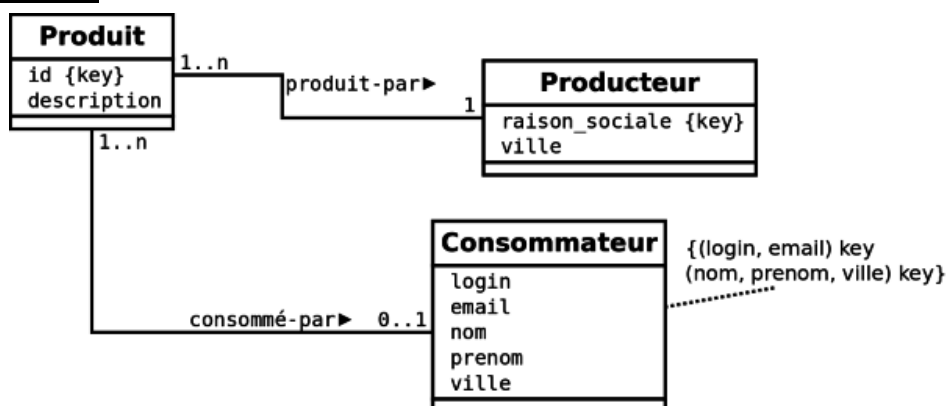 Produit
id {key}
description
1..n
produit-par▶
1
Producteur
raison_sociale {key}
ville
1..n
consommé-par▶
0..1
Consommateur
login
email
nom
prenom
ville
{(login, email) key
(nom, prenom, ville) key}